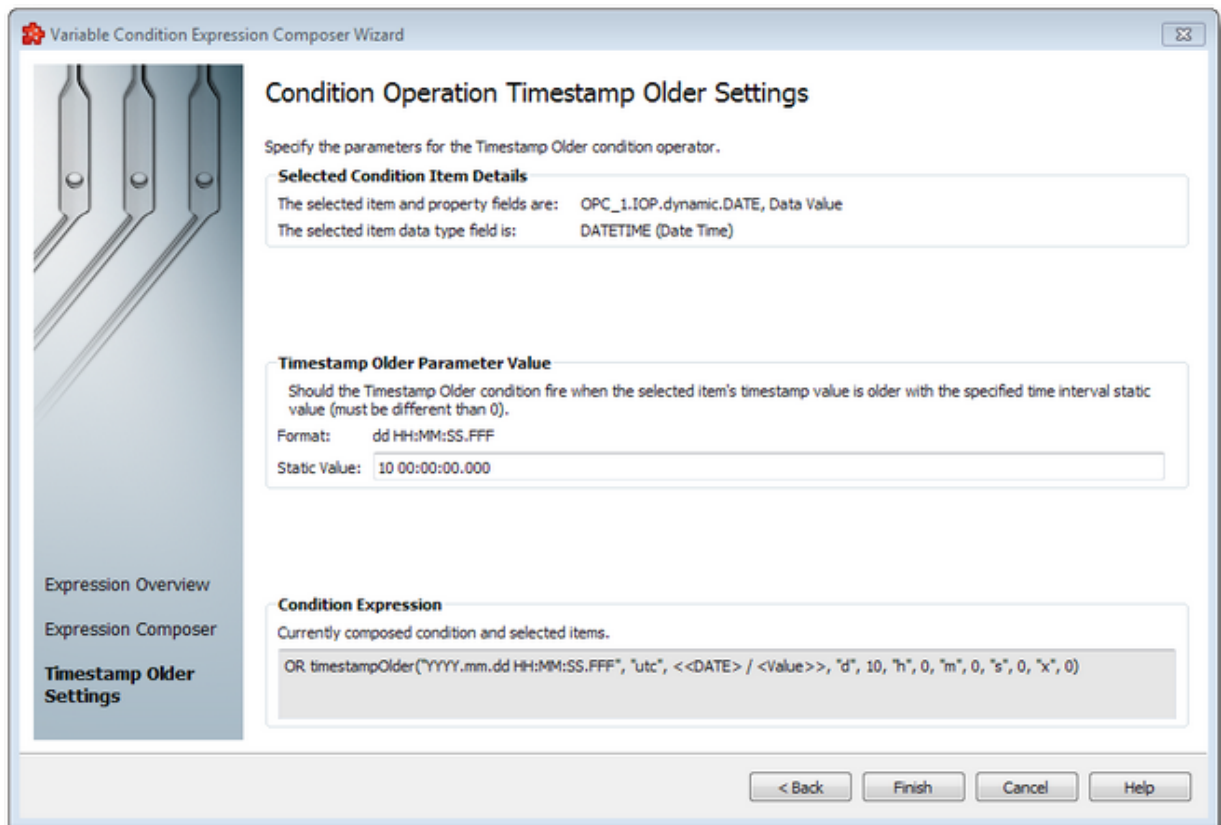 Variable Condition Expression Composer Wizard
Condition Operation Timestamp Older Settings
Specify the parameters for the Timestamp Older condition operator.
Selected Condition Item Details
The selected item and property fields are: OPC_1.IOP.dynamic.DATE, Data Value
The selected item data type field is: DATETIME (Date Time)
Timestamp Older Parameter Value
Should the Timestamp Older condition fire when the selected item's timestamp value is older with the specified time interval static
value (must be different than 0).
Format: dd HH:MM:SS.FFF
Static Value: 10 00:00:00.000
Expression Overview
Expression Composer
Timestamp Older
Settings
Condition Expression
Currently composed condition and selected items.
OR timestampOlder("YYYY.mm.dd HH:MM:SS.FFF", "utc", <<DATE> / <Value>>, "d", 10, "h", 0, "m", 0, "s", 0, "x", 0)
< Back Finish Cancel Help